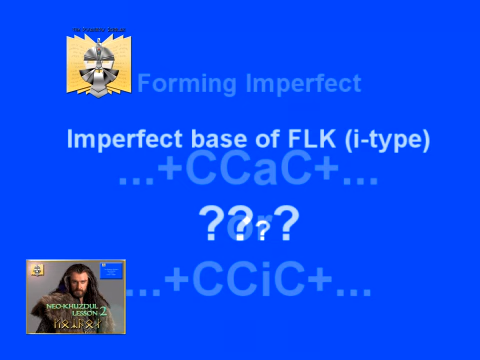 Forming Imperfect
Imperfect base of FLK (i-type)
...+CCaC+...
??
or
?
?
...+CCiC+...
NEO-KHUZDUL
LESSON 2